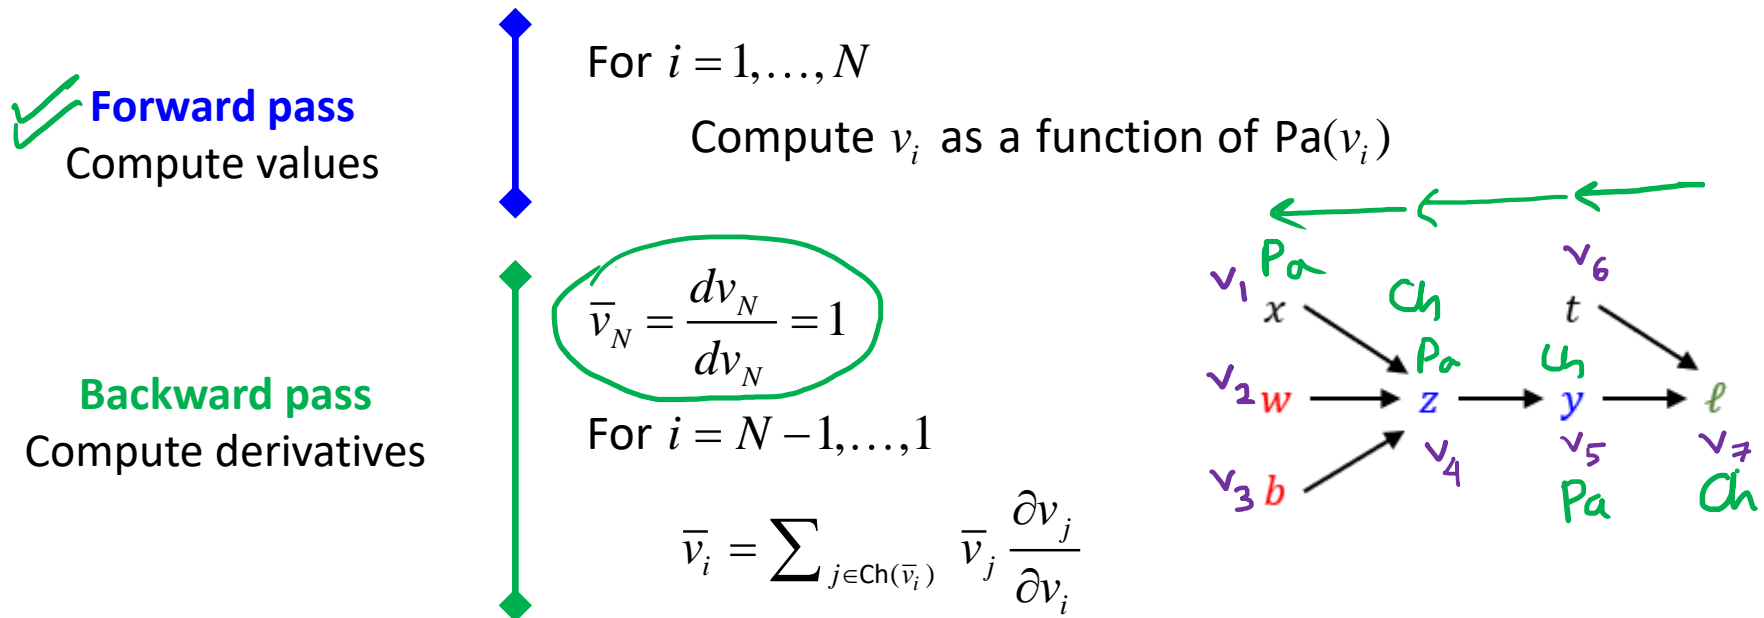 Forward pass
Compute values
For i = 1,…, N
Compute v_i as a function of Pa(v_i)
Backward pass
Compute derivatives
v̄_N = dv_N / dv_N = 1
For i = N − 1,…,1
v̄_i = ∑_{j∈Ch(v̄_i)} v̄_j ∂v_j / ∂v_i
v1 Pa v6
x Ch t
Pa Ch
v2 w z y ℓ
v4 v5 v7
v3 b Pa Ch